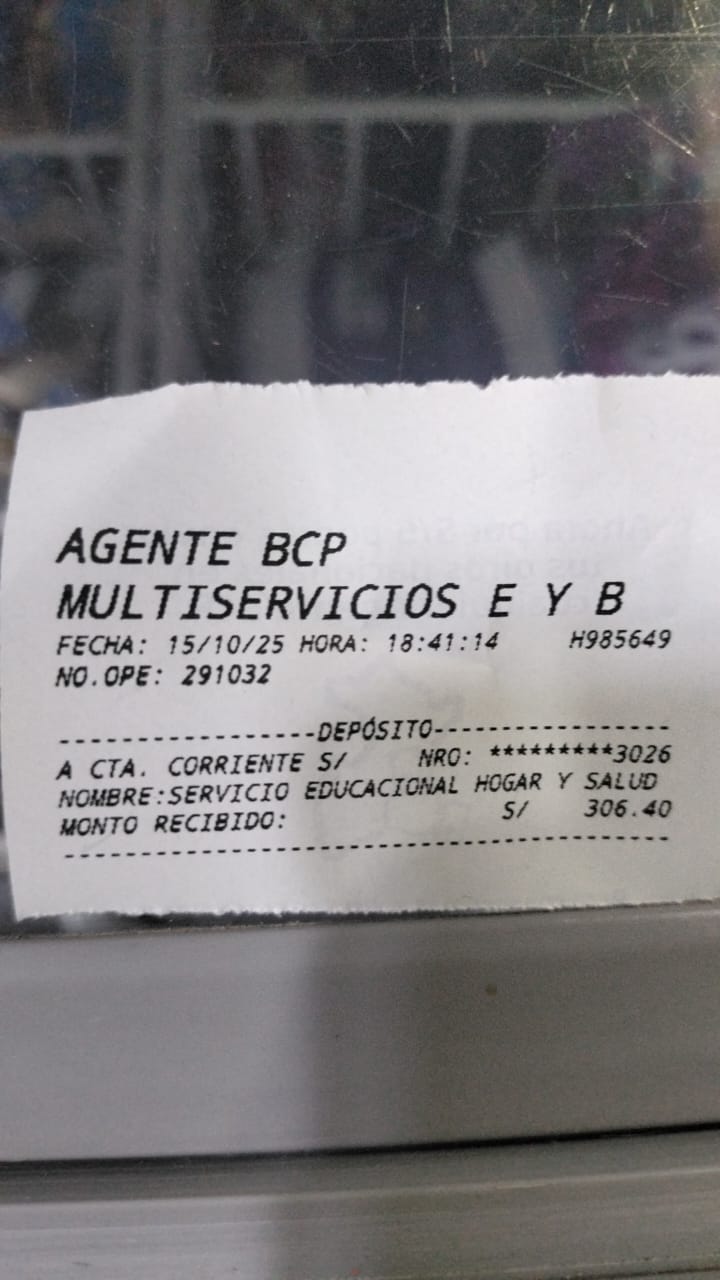 AGENTE BCP
MULTISERVICIOS E Y B
FECHA: 15/10/25 HORA: 18:41:14 H985649
NO.OPE: 291032
------------------DEPÓSITO-----------------
A CTA. CORRIENTE S/ NRO: *********3026
NOMBRE:SERVICIO EDUCACIONAL HOGAR Y SALUD
MONTO RECIBIDO: S/ 306.40
-------------------------------------------